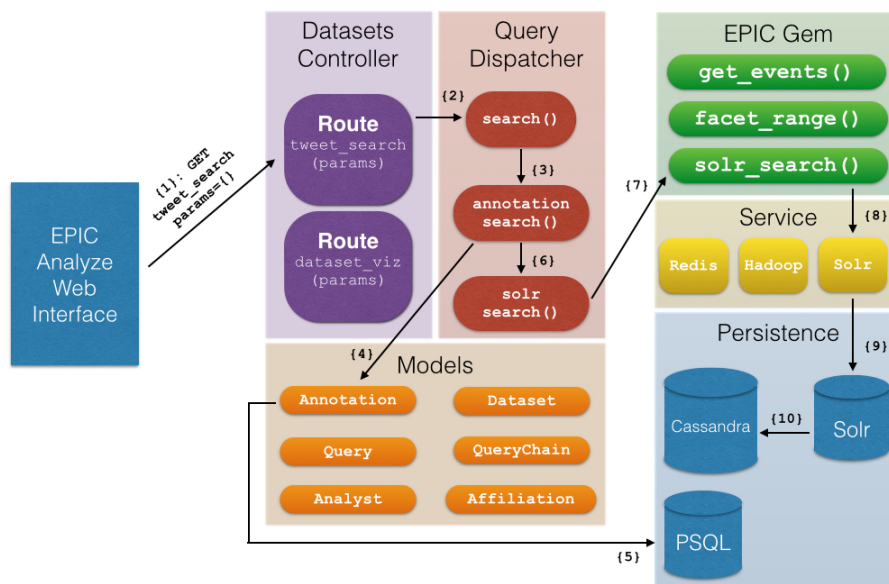 Datasets
Controller
Query
Dispatcher
EPIC Gem
get_events()
facet_range()
solr_search()
{2}
Route
tweet_search
(params)
search()
{3}
{1}: GET
tweet_search
params={}
{7}
annotation
search()
Service
{8}
EPIC
Analyze
Web
Interface
Route
dataset_viz
(params)
{6}
Redis
Hadoop
Solr
solr
search()
Persistence
{9}
{4}
Models
Annotation
Dataset
Cassandra
{10}
Solr
Query
QueryChain
Analyst
Affiliation
PSQL
{5}